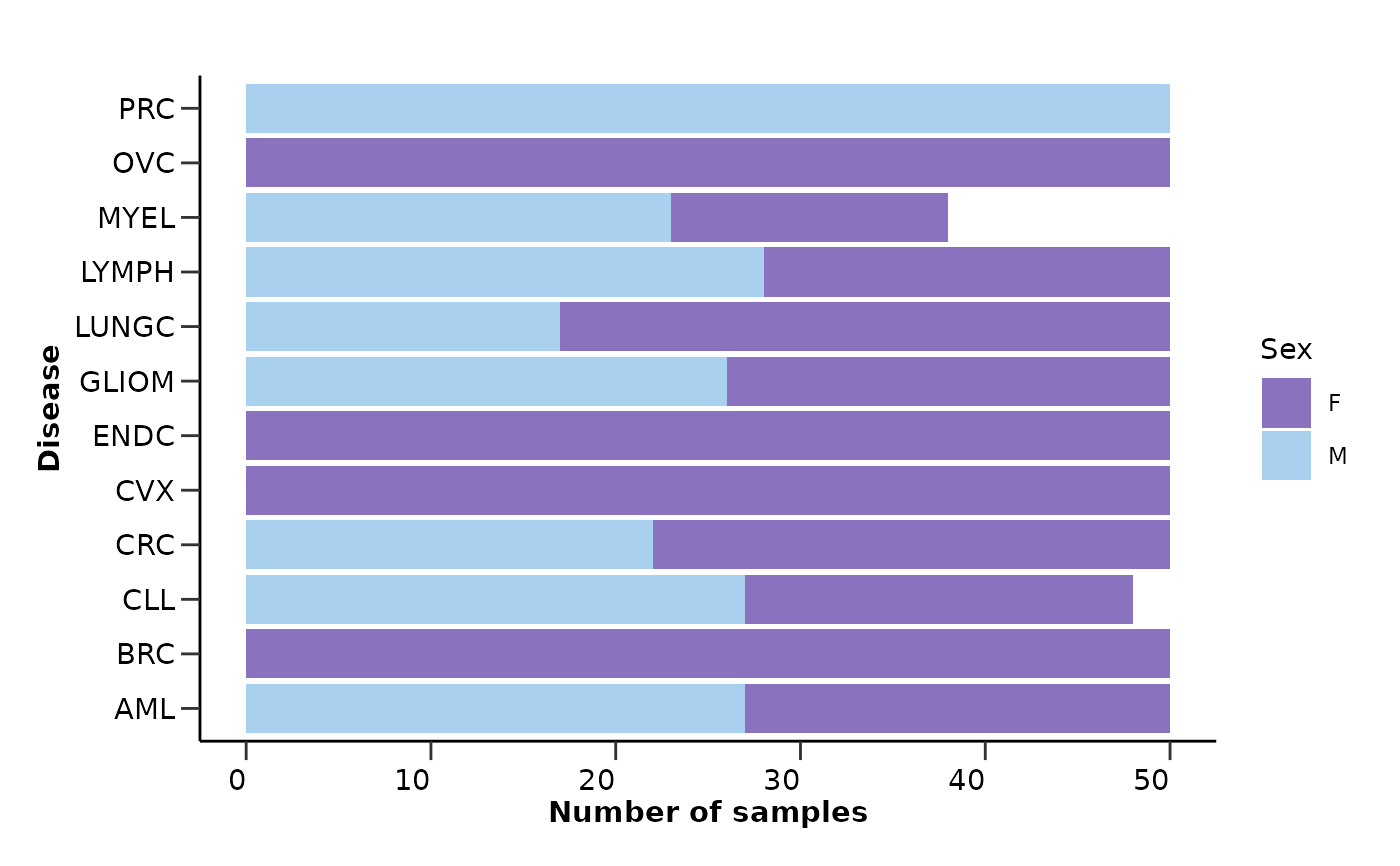 PRC
OVC
MYEL
LYMPH
LUNGC
GLIOM
ENDC
CVX
CRC
CLL
BRC
AML
Disease
0 10 20 30 40 50
Number of samples
Sex
F
M